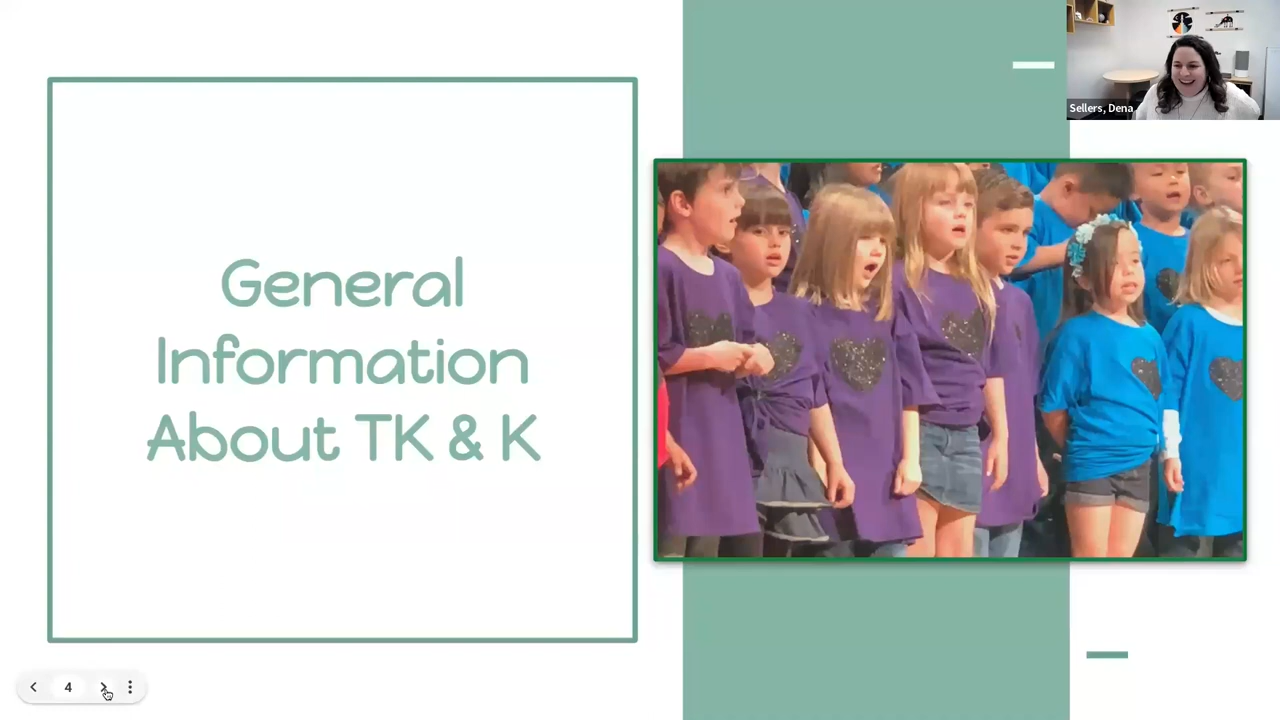 General
Information
About TK & K
Sellers, Dena
4